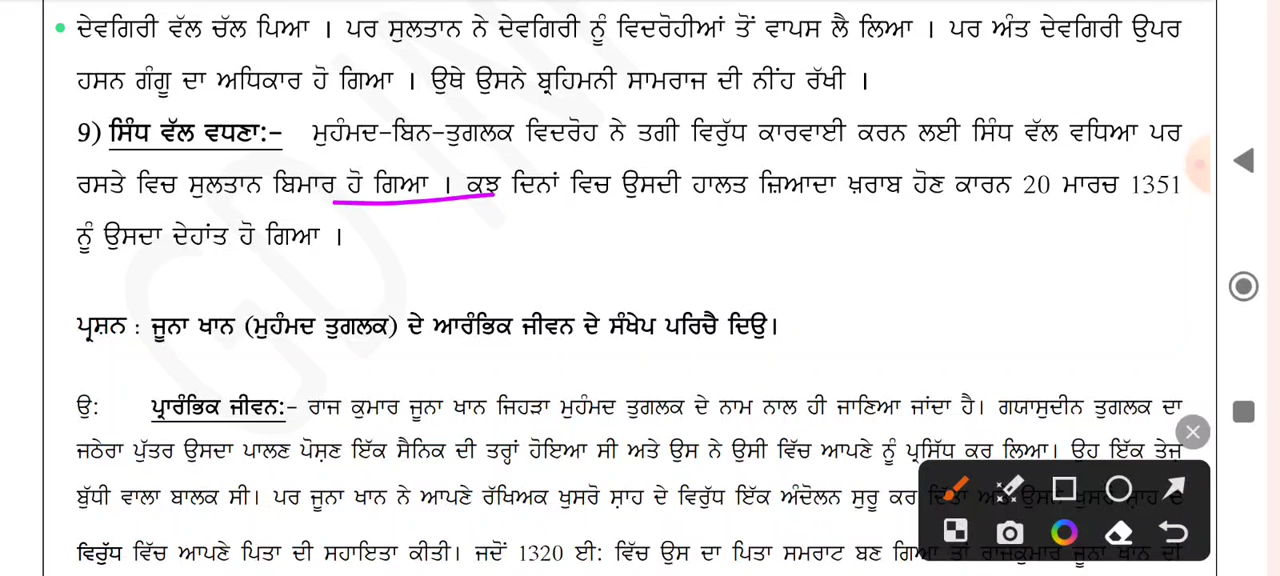 ਦੇਵਗਿਰੀ ਵੱਲ ਚੱਲ ਪਿਆ । ਪਰ ਸੁਲਤਾਨ ਨੇ ਦੇਵਗਿਰੀ ਨੂੰ ਵਿਦਰੋਹੀਆਂ ਤੋਂ ਵਾਪਸ ਲੈ ਲਿਆ । ਪਰ ਅੰਤ ਦੇਵਗਿਰੀ ਉਪਰ
ਹਸਨ ਗੰਗੂ ਦਾ ਅਧਿਕਾਰ ਹੋ ਗਿਆ । ਉਥੇ ਉਸਨੇ ਬ੍ਰਹਿਮਨੀ ਸਾਮਰਾਜ ਦੀ ਨੀਂਹ ਰੱਖੀ ।
9) ਸਿੰਧ ਵੱਲ ਵਧਣਾ:- ਮੁਹੰਮਦ-ਬਿਨ-ਤੁਗਲਕ ਵਿਦਰੋਹ ਨੇ ਤਗੀ ਵਿਰੁੱਧ ਕਾਰਵਾਈ ਕਰਨ ਲਈ ਸਿੰਧ ਵੱਲ ਵਧਿਆ ਪਰ
ਰਸਤੇ ਵਿਚ ਸੁਲਤਾਨ ਬਿਮਾਰ ਹੋ ਗਿਆ । ਕੁਝ ਦਿਨਾਂ ਵਿਚ ਉਸਦੀ ਹਾਲਤ ਜ਼ਿਆਦਾ ਖ਼ਰਾਬ ਹੋਣ ਕਾਰਨ 20 ਮਾਰਚ 1351
ਨੂੰ ਉਸਦਾ ਦੇਹਾਂਤ ਹੋ ਗਿਆ ।
ਪ੍ਰਸ਼ਨ : ਜੂਨਾ ਖਾਨ (ਮੁਹੰਮਦ ਤੁਗਲਕ) ਦੇ ਆਰੰਭਿਕ ਜੀਵਨ ਦੇ ਸੰਖੇਪ ਪਰਿਚੈ ਦਿਉ।
ਉ: ਪ੍ਰਾਰੰਭਿਕ ਜੀਵਨ:- ਰਾਜ ਕੁਮਾਰ ਜੂਨਾ ਖਾਨ ਜਿਹੜਾ ਮੁਹੰਮਦ ਤੁਗਲਕ ਦੇ ਨਾਮ ਨਾਲ ਹੀ ਜਾਣਿਆ ਜਾਂਦਾ ਹੈ। ਗਯਾਸੁਦੀਨ ਤੁਗਲਕ ਦਾ
ਜਠੇਰਾ ਪੁੱਤਰ ਉਸਦਾ ਪਾਲਣ ਪੋਸ਼ਣ ਇੱਕ ਸੈਨਿਕ ਦੀ ਤਰ੍ਹਾਂ ਹੋਇਆ ਸੀ ਅਤੇ ਉਸ ਨੇ ਉਸੀ ਵਿੱਚ ਆਪਣੇ ਨੂੰ ਪ੍ਰਸਿੱਧ ਕਰ ਲਿਆ। ਉਹ ਇੱਕ ਤੇਜ
ਬੁੱਧੀ ਵਾਲਾ ਬਾਲਕ ਸੀ। ਪਰ ਜੂਨਾ ਖਾਨ ਨੇ ਆਪਣੇ ਰੱਖਿਅਕ ਖੁਸਰੋ ਸ਼ਾਹ ਦੇ ਵਿਰੁੱਧ ਇੱਕ ਅੰਦੋਲਨ ਸੁਰੂ ਕਰ
ਵਿਰੁੱਧ ਵਿੱਚ ਆਪਣੇ ਪਿਤਾ ਦੀ ਸਹਾਇਤਾ ਕੀਤੀ। ਜਦੋਂ 1320 ਈ: ਵਿੱਚ ਉਸ ਦਾ ਪਿਤਾ ਸਮਰਾਟ ਬਣ ਗਿਆ ਤਾਂ ਰਾਜਕੁਮਾਰ ਜੂਨਾ ਖਾਨ ਦੀ